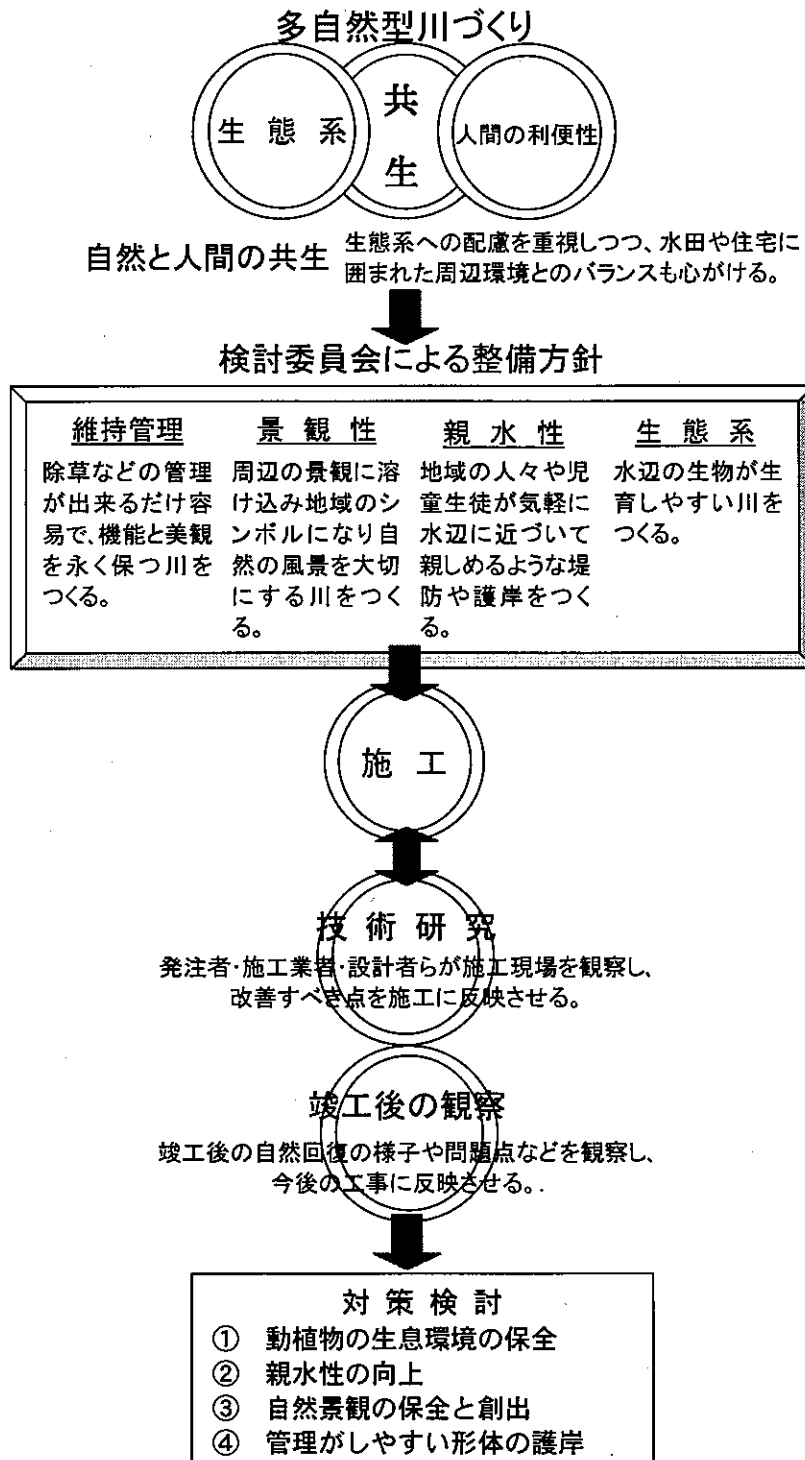 多自然型川づくり
生態系
共生
人間の利便性
自然と人間の共生
生態系への配慮を重視しつつ、水田や住宅に
囲まれた周辺環境とのバランスも心がける。
検討委員会による整備方針
維持管理
除草などの管理
が出来るだけ容
易で、機能と美観
を永く保つ川を
つくる。
景観性
周辺の景観に溶
け込み地域のシ
ンボルになり自
然の風景を大切
にする川をつく
る。
親水性
地域の人々や児
童生徒が気軽に
水辺に近づいて
親しめるような堤
防や護岸をつく
る。
生態系
水辺の生物が生
育しやすい川を
つくる。
施工
技術研究
発注者・施工業者・設計者らが施工現場を観察し、
改善すべき点を施工に反映させる。
竣工後の観察
竣工後の自然回復の様子や問題点などを観察し、
今後の工事に反映させる。.
対策検討
① 動植物の生息環境の保全
② 親水性の向上
③ 自然景観の保全と創出
④ 管理がしやすい形体の護岸